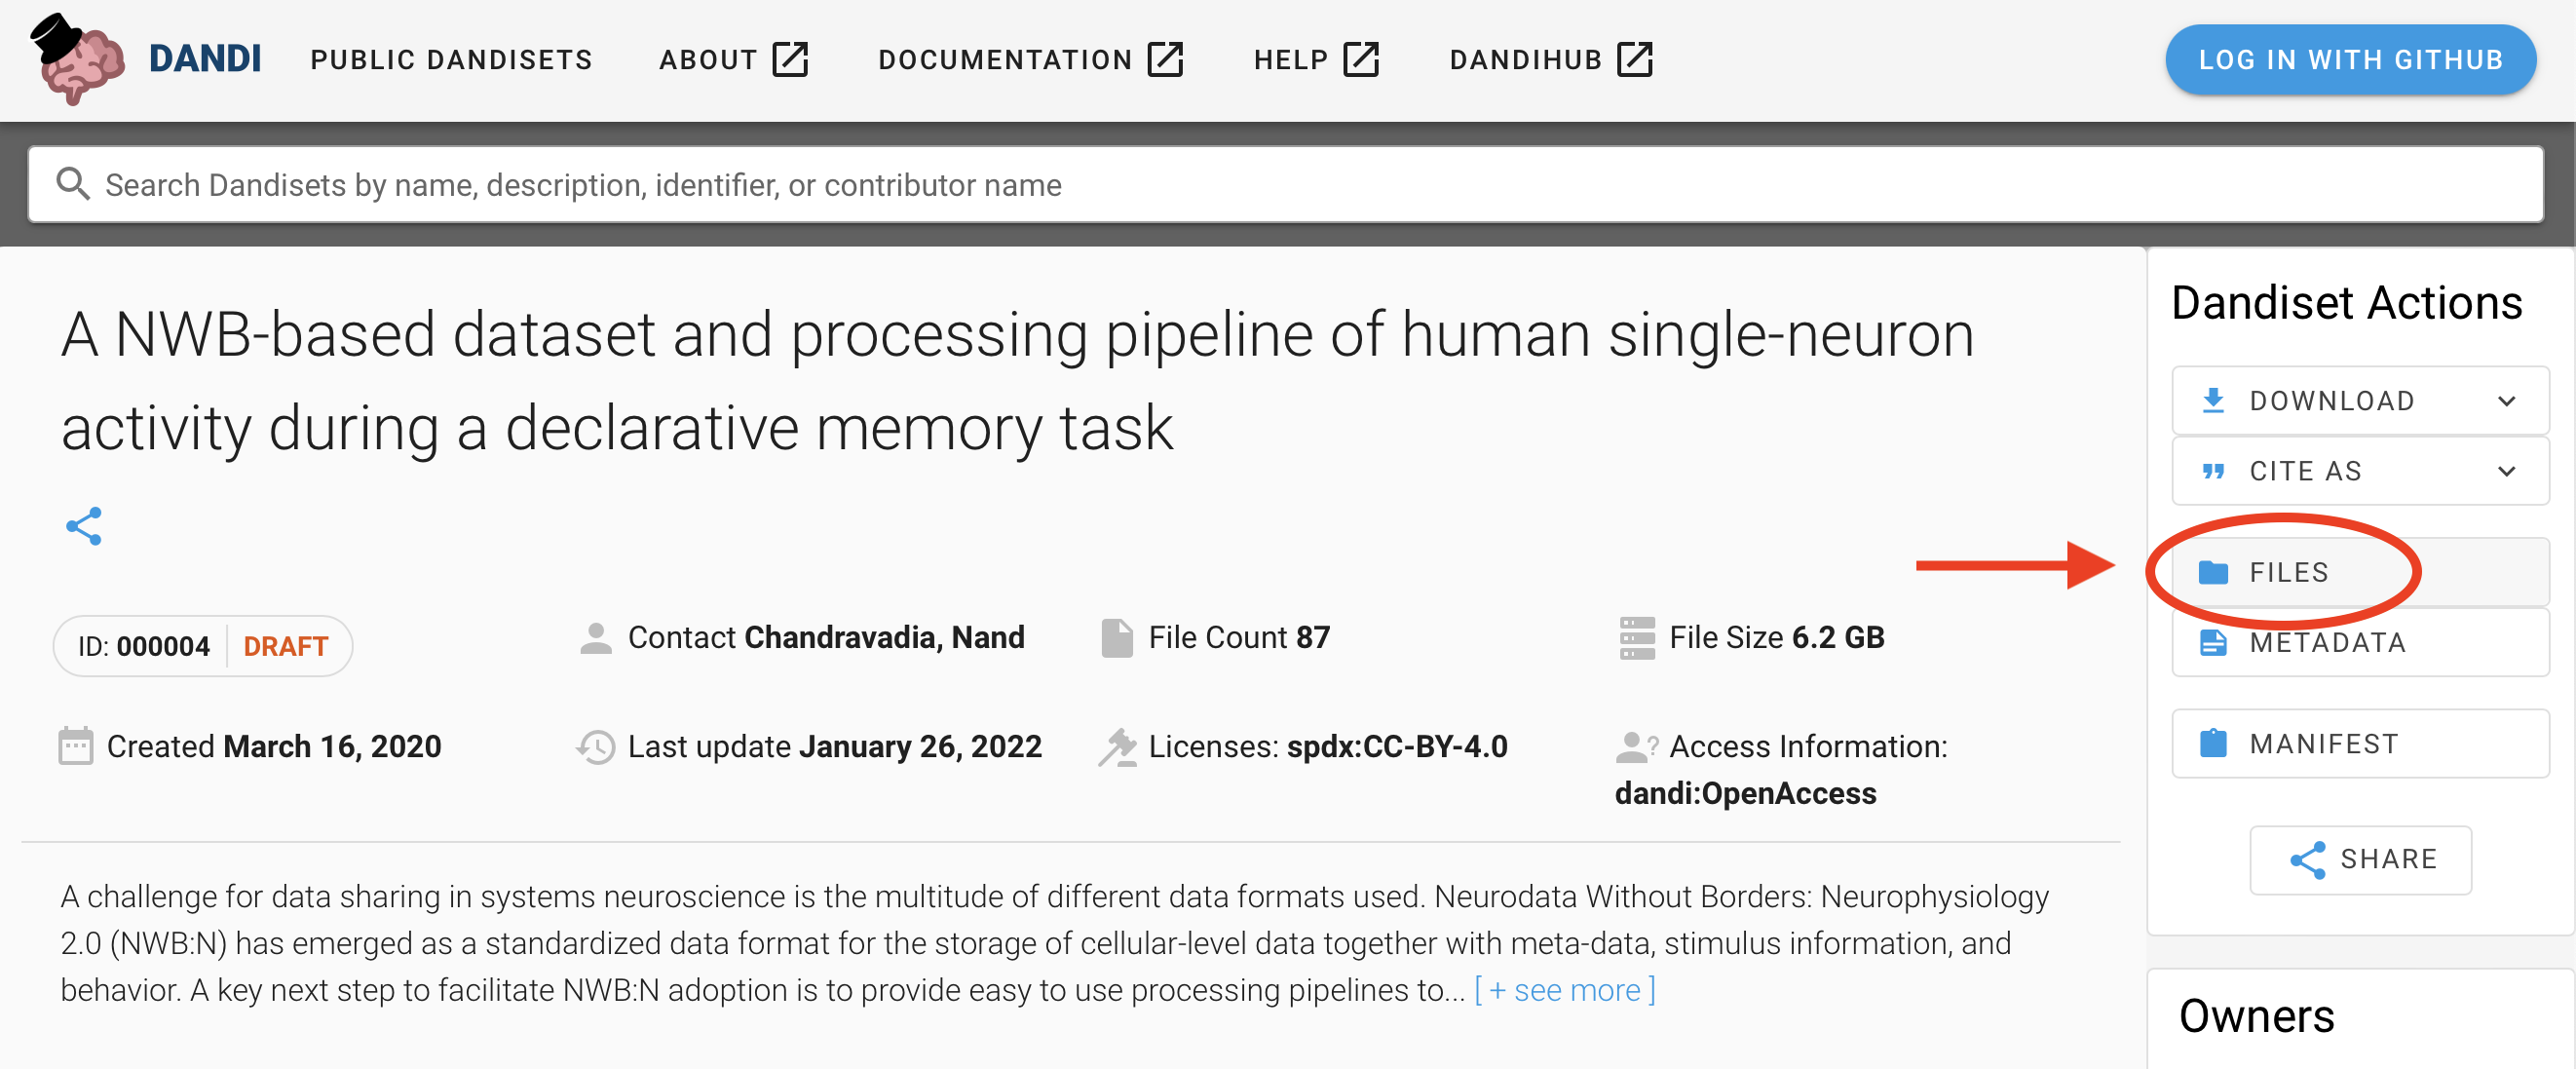 DANDI PUBLIC DANDISETS ABOUT DOCUMENTATION HELP DANDIHUB LOG IN WITH GITHUB
Search Dandisets by name, description, identifier, or contributor name
A NWB-based dataset and processing pipeline of human single-neuron
activity during a declarative memory task
ID: 000004 DRAFT
Contact Chandravadia, Nand
File Count 87
File Size 6.2 GB
Created March 16, 2020
Last update January 26, 2022
Licenses: spdx:CC-BY-4.0
Access Information:
dandi:OpenAccess
A challenge for data sharing in systems neuroscience is the multitude of different data formats used. Neurodata Without Borders: Neurophysiology
2.0 (NWB:N) has emerged as a standardized data format for the storage of cellular-level data together with meta-data, stimulus information, and
behavior. A key next step to facilitate NWB:N adoption is to provide easy to use processing pipelines to... [ + see more ]
Dandiset Actions
DOWNLOAD
CITE AS
FILES
METADATA
MANIFEST
SHARE
Owners